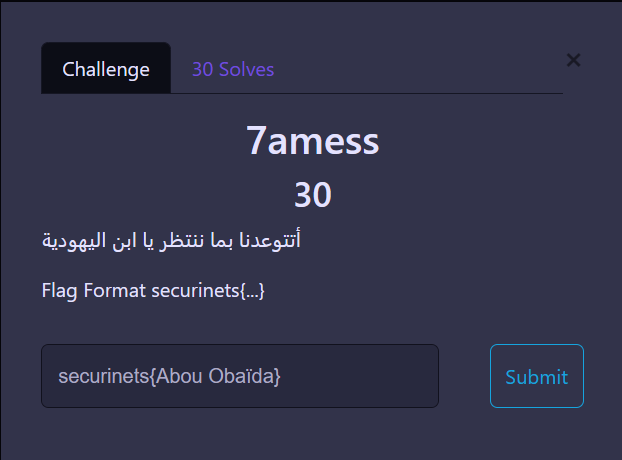 Challenge
30 Solves
×
7amess
30
أتتوعدنا بما ننتظر يا ابن اليهودية
Flag Format securinets{...}
securinets{Abou Obaïda}
Submit